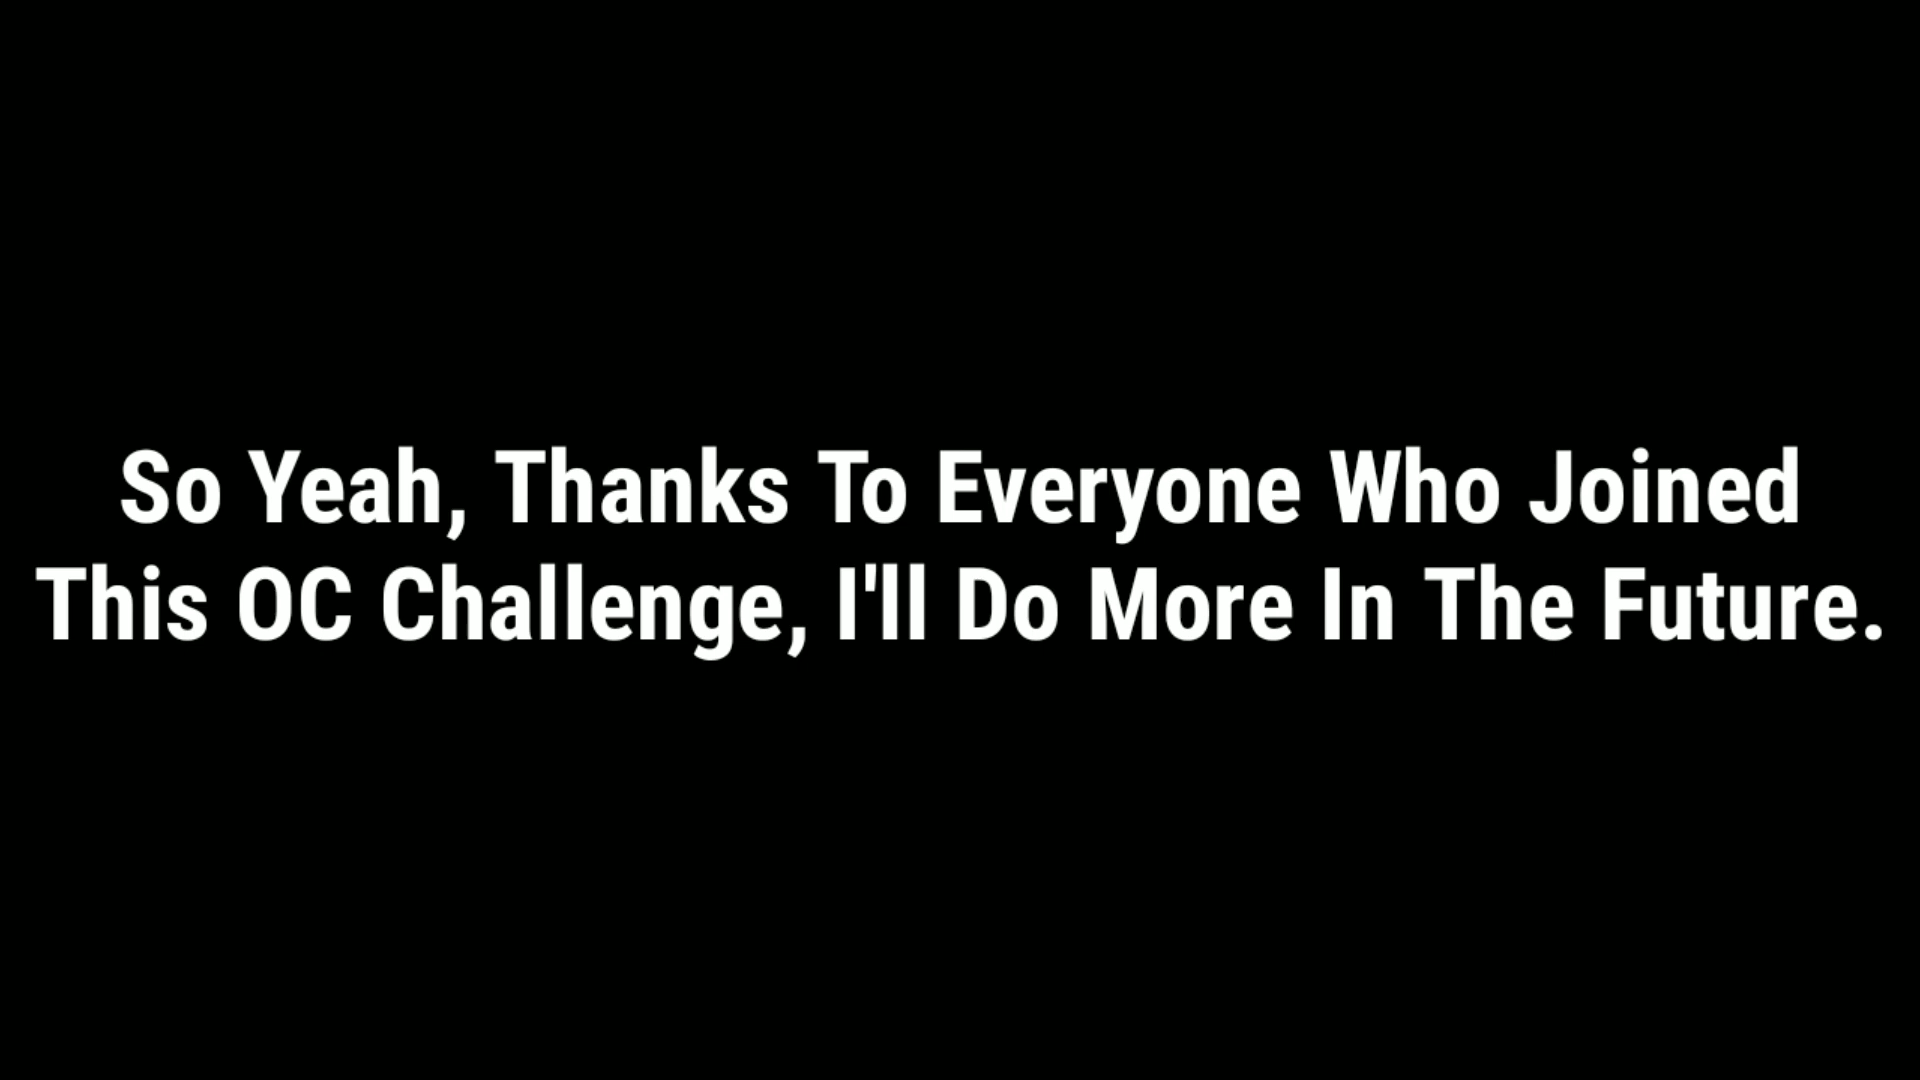 So Yeah, Thanks To Everyone Who Joined
This OC Challenge, I'll Do More In The Future.